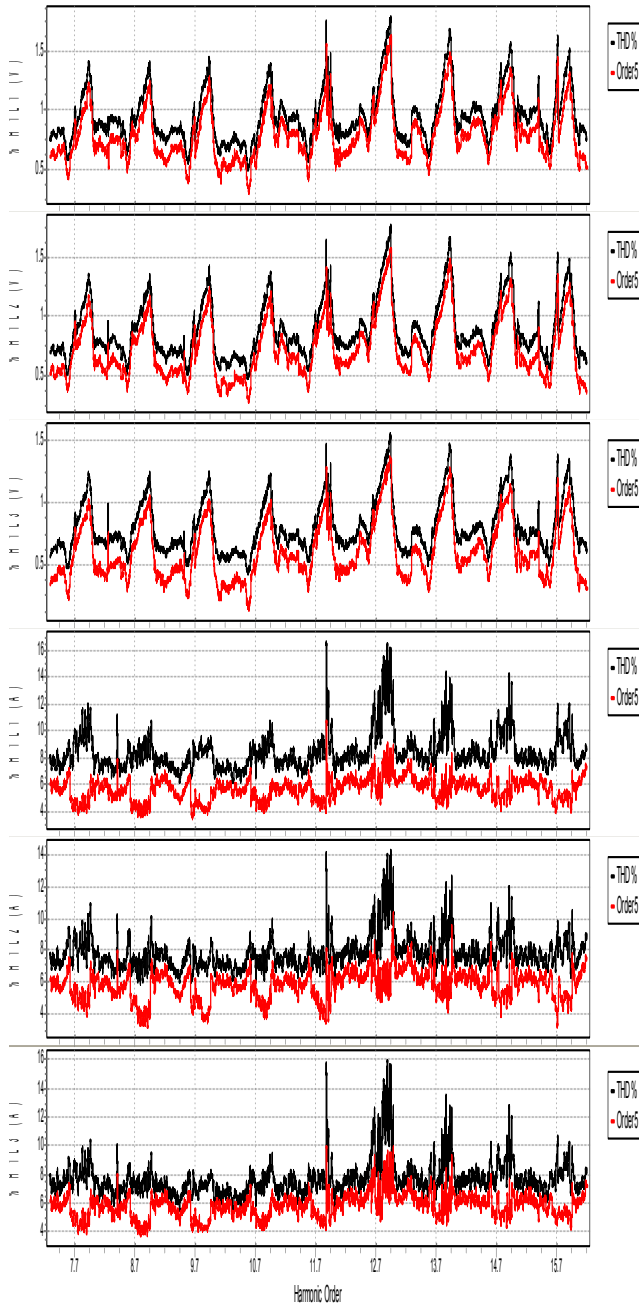 1.5
1
0.5
% ( V )
THD%
Order5
1.5
1
0.5
% ( V )
THD%
Order5
1.5
1
0.5
% ( V )
THD%
Order5
16
14
12
10
8
6
4
% ( A )
THD%
Order5
14
12
10
8
6
4
% ( A )
THD%
Order5
16
14
12
10
8
6
4
% ( A )
THD%
Order5
7.7 8.7 9.7 10.7 11.7 12.7 13.7 14.7 15.7
Harmonic Order